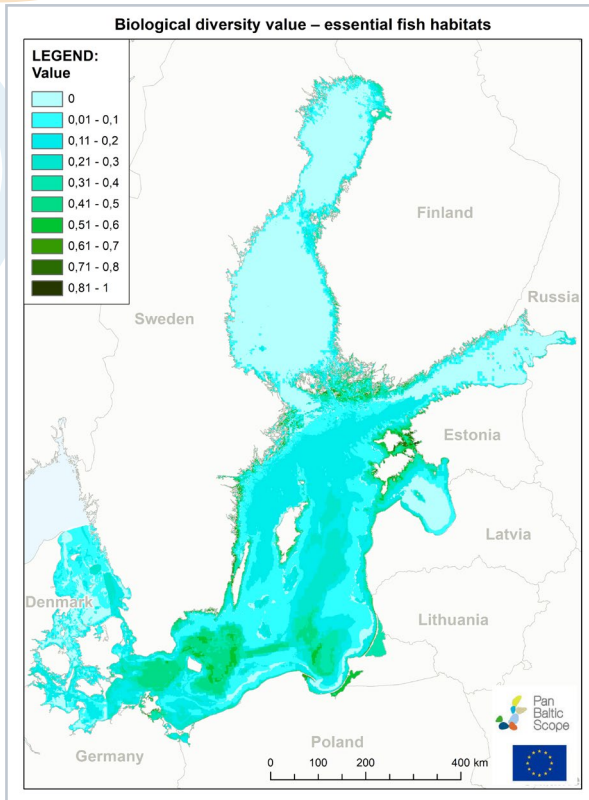 Biological diversity value – essential fish habitats
LEGEND:
Value
0
0,01 - 0,1
0,11 - 0,2
0,21 - 0,3
0,31 - 0,4
0,41 - 0,5
0,51 - 0,6
0,61 - 0,7
0,71 - 0,8
0,81 - 1
Finland
Russia
Sweden
Estonia
Latvia
Denmark
Lithuania
Pan
Baltic
Scope
Poland
Germany
0 100 200 400 km